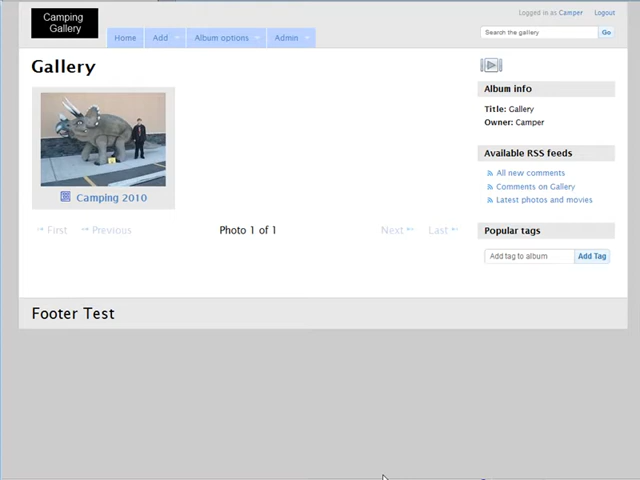 Camping
Gallery
Logged in as Camper Logout
Home Add Album options Admin
Search the gallery Go
Gallery
Album info
Title: Gallery
Owner: Camper
Camping 2010
Available RSS feeds
All new comments
Comments on Gallery
Latest photos and movies
First Previous Photo 1 of 1 Next Last
Popular tags
Add tag to album Add Tag
Footer Test